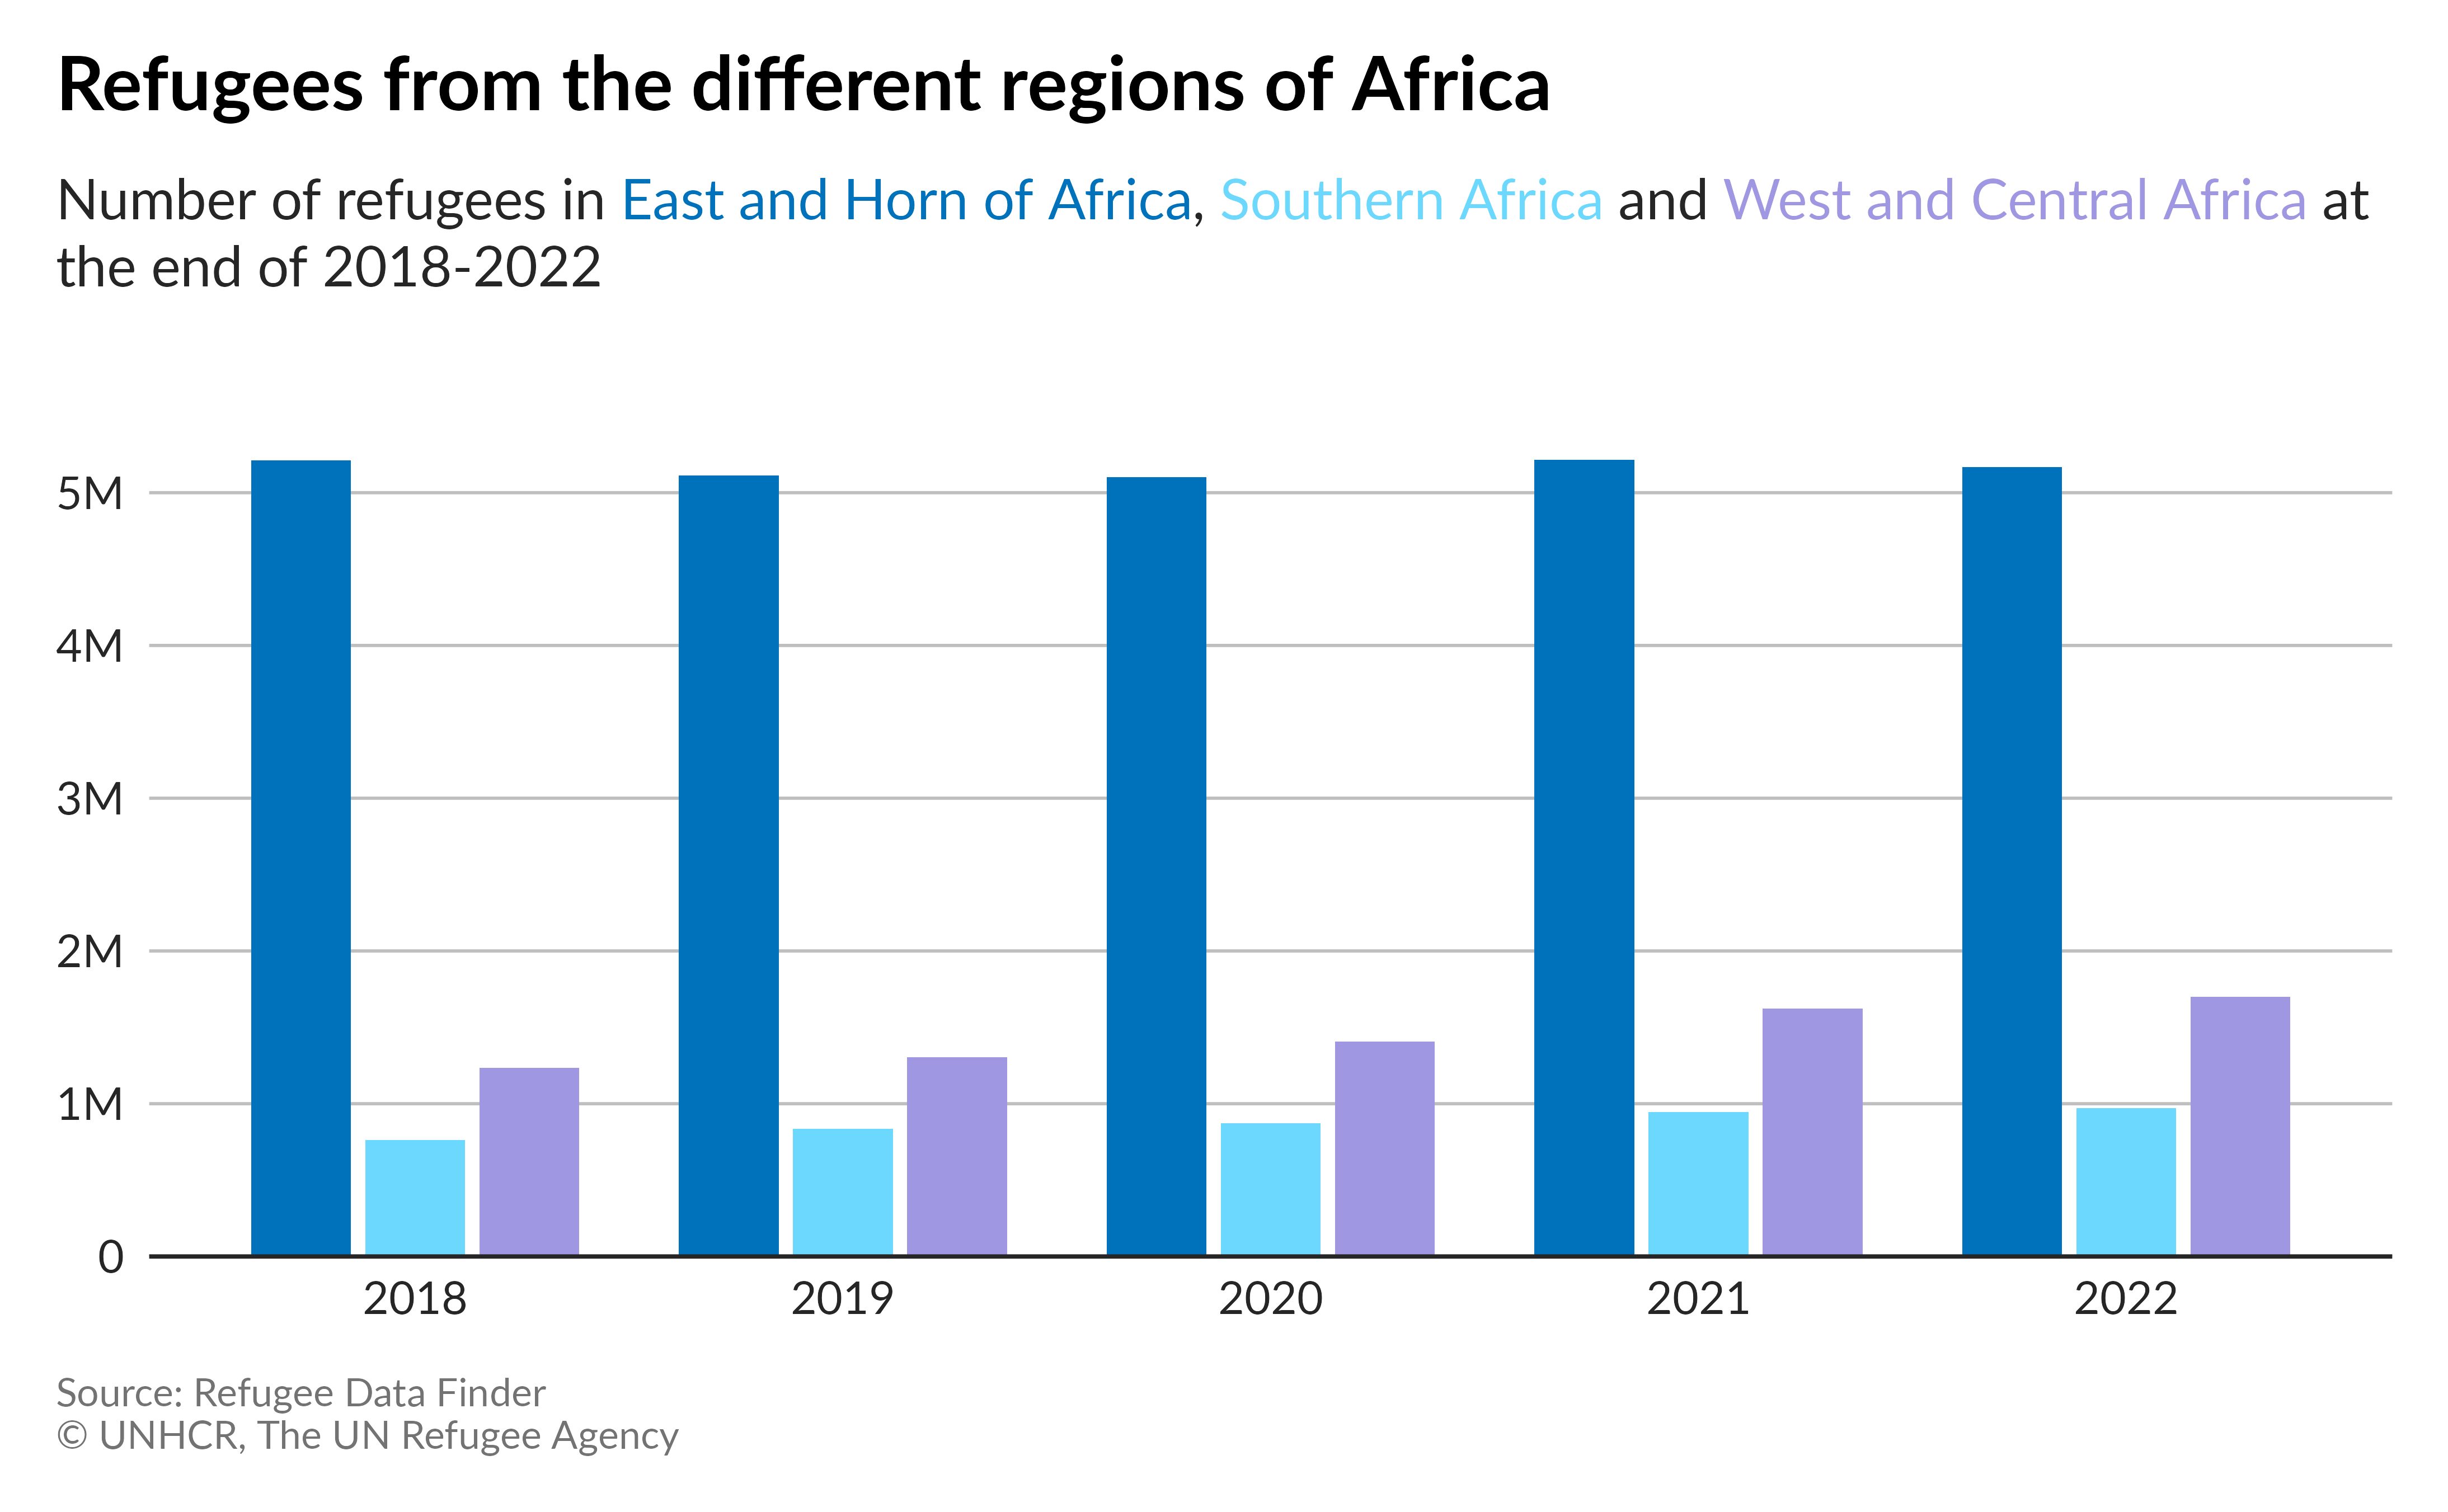 Refugees from the different regions of Africa
Number of refugees in East and Horn of Africa, Southern Africa and West and Central Africa at
the end of 2018-2022
5M
4M
3M
2M
1M
0
2018
2019
2020
2021
2022
Source: Refugee Data Finder
© UNHCR, The UN Refugee Agency